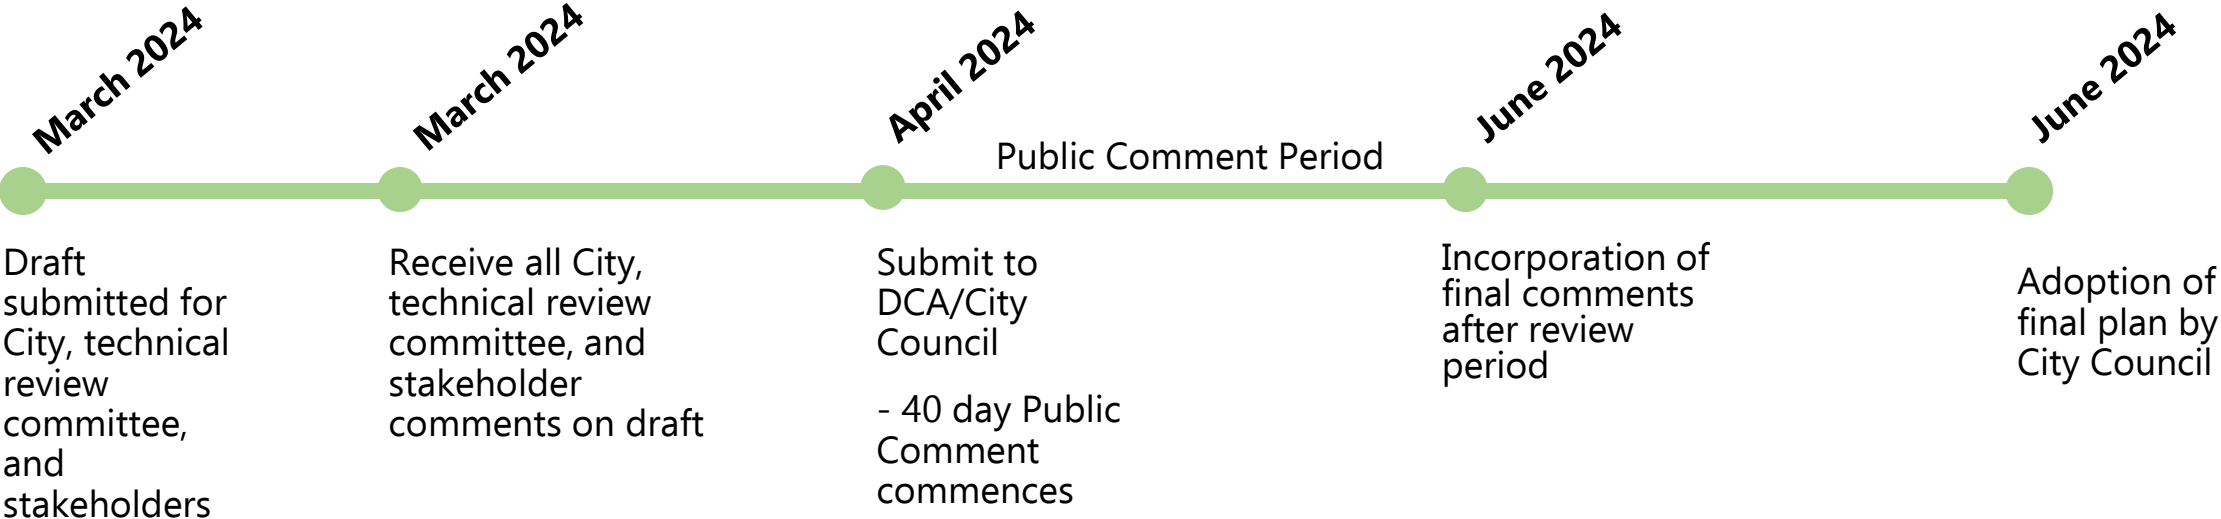 March 2024
March 2024
April 2024
June 2024
June 2024
Public Comment Period
Draft
submitted for
City, technical
review
committee,
and
stakeholders
Receive all City,
technical review
committee, and
stakeholder
comments on draft
Submit to
DCA/City
Council
- 40 day Public
Comment
commences
Incorporation of
final comments
after review
period
Adoption of
final plan by
City Council